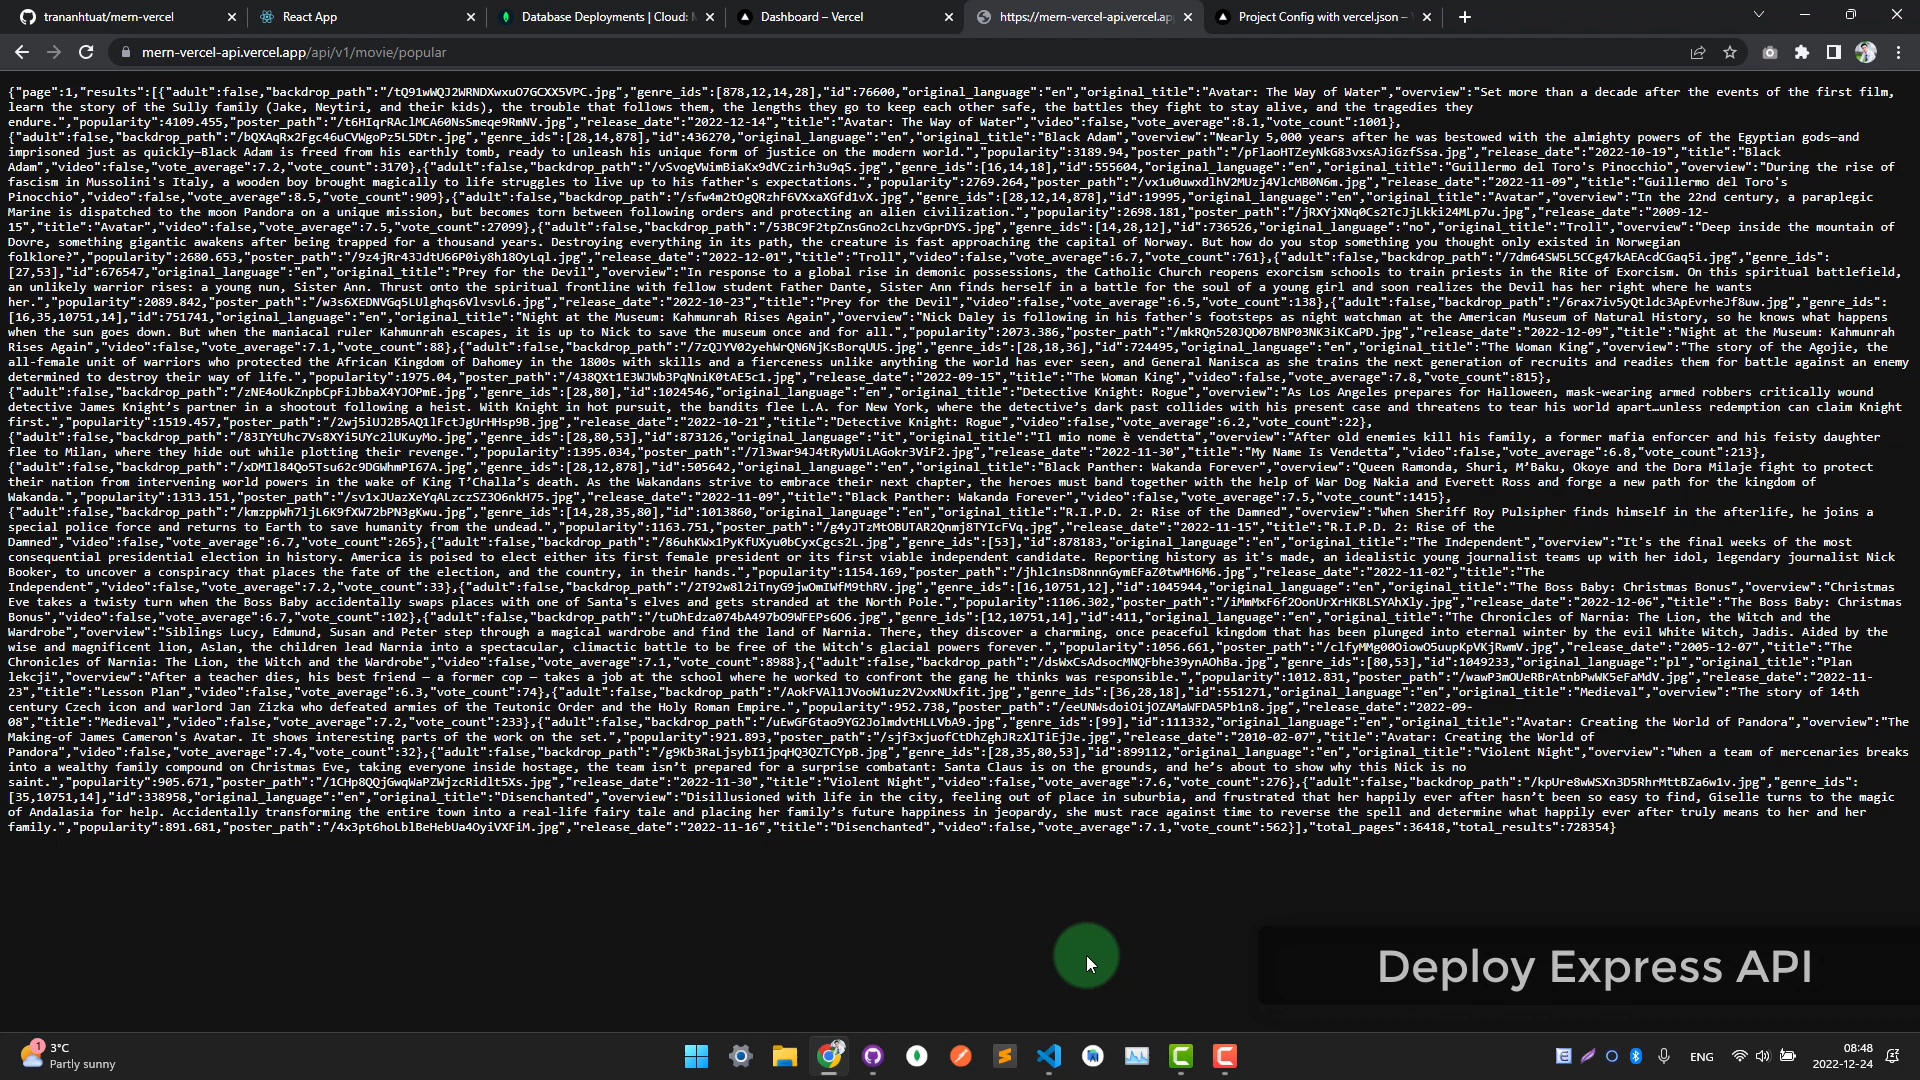 trananhtuat/mern-vercel
React App
Database Deployments | Cloud: M
Dashboard – Vercel
https://mern-vercel-api.vercel.app
Project Config with vercel.json –
mern-vercel-api.vercel.app/api/v1/movie/popular
{"page":1,"results":[{"adult":false,"backdrop_path":"/tQ91wWQJ2WRNDXwxuO7GCXX5VPC.jpg","genre_ids":[878,12,14,28],"id":76600,"original_language":"en","original_title":"Avatar: The Way of Water","overview":"Set more than a decade after the events of the first film,
learn the story of the Sully family (Jake, Neytiri, and their kids), the trouble that follows them, the lengths they go to keep each other safe, the battles they fight to stay alive, and the tragedies they
endure.","popularity":4109.455,"poster_path":"/t6HIqrRAclMCA60NsSmeqe9RmNV.jpg","release_date":"2022-12-14","title":"Avatar: The Way of Water","video":false,"vote_average":8.1,"vote_count":1001},
{"adult":false,"backdrop_path":"/bQXAqRx2Fgc46uCVWgoPz5L5Dtr.jpg","genre_ids":[28,14,878],"id":436270,"original_language":"en","original_title":"Black Adam","overview":"Nearly 5,000 years after he was bestowed with the almighty powers of the Egyptian gods—and
imprisoned just as quickly—Black Adam is freed from his earthly tomb, ready to unleash his unique form of justice on the modern world.","popularity":3189.94,"poster_path":"/pFlaoHTZeyNkG83vxsAJiGzfSsa.jpg","release_date":"2022-10-19","title":"Black
Adam","video":false,"vote_average":7.2,"vote_count":3170},{"adult":false,"backdrop_path":"/vSvogVWimBiaKx9dVCzirh3u9qS.jpg","genre_ids":[16,14,18],"id":555604,"original_language":"en","original_title":"Guillermo del Toro's Pinocchio","overview":"During the rise of
fascism in Mussolini's Italy, a wooden boy brought magically to life struggles to live up to his father's expectations.","popularity":2769.264,"poster_path":"/vx1u0uwxdlhV2MUzj4VlcMB0N6m.jpg","release_date":"2022-11-09","title":"Guillermo del Toro's
Pinocchio","video":false,"vote_average":8.5,"vote_count":909},{"adult":false,"backdrop_path":"/sfw4m2tOgQRzhF6VXxaXGfd1vX.jpg","genre_ids":[28,12,14,878],"id":19995,"original_language":"en","original_title":"Avatar","overview":"In the 22nd century, a paraplegic
Marine is dispatched to the moon Pandora on a unique mission, but becomes torn between following orders and protecting an alien civilization.","popularity":2698.181,"poster_path":"/jRXYjXNq0Cs2TcJjLkki24MLp7u.jpg","release_date":"2009-12-
15","title":"Avatar","video":false,"vote_average":7.5,"vote_count":27099},{"adult":false,"backdrop_path":"/53BC9F2tpZnsGno2cLhzvGprDYS.jpg","genre_ids":[14,28,12],"id":736526,"original_language":"no","original_title":"Troll","overview":"Deep inside the mountain of
Dovre, something gigantic awakens after being trapped for a thousand years. Destroying everything in its path, the creature is fast approaching the capital of Norway. But how do you stop something you thought only existed in Norwegian
folklore?","popularity":2680.653,"poster_path":"/9z4jRr43JdtU66P0iy8h18OyLql.jpg","release_date":"2022-12-01","title":"Troll","video":false,"vote_average":6.7,"vote_count":761},{"adult":false,"backdrop_path":"/7dm64SW5L5CCg47kAEAcdCGaq5i.jpg","genre_ids":
[27,53],"id":676547,"original_language":"en","original_title":"Prey for the Devil","overview":"In response to a global rise in demonic possessions, the Catholic Church reopens exorcism schools to train priests in the Rite of Exorcism. On this spiritual battlefield,
an unlikely warrior rises: a young nun, Sister Ann. Thrust onto the spiritual frontline with fellow student Father Dante, Sister Ann finds herself in a battle for the soul of a young girl and soon realizes the Devil has her right where he wants
her.","popularity":2089.842,"poster_path":"/w3s6XEDNVGq5LUlghqs6VlvsvL6.jpg","release_date":"2022-10-23","title":"Prey for the Devil","video":false,"vote_average":6.5,"vote_count":138},{"adult":false,"backdrop_path":"/6rax7iv5yQtldc3ApEvrheJf8uw.jpg","genre_ids":
[16,35,10751,14],"id":751741,"original_language":"en","original_title":"Night at the Museum: Kahmunrah Rises Again","overview":"Nick Daley is following in his father's footsteps as night watchman at the American Museum of Natural History, so he knows what happens
when the sun goes down. But when the maniacal ruler Kahmunrah escapes, it is up to Nick to save the museum once and for all.","popularity":2073.386,"poster_path":"/mkRQn520JQD07BNP03NK3iKCaPD.jpg","release_date":"2022-12-09","title":"Night at the Museum: Kahmunrah
Rises Again","video":false,"vote_average":7.1,"vote_count":88},{"adult":false,"backdrop_path":"/7zQJYV02yehWrQN6NjKsBorqUUS.jpg","genre_ids":[28,18,36],"id":724495,"original_language":"en","original_title":"The Woman King","overview":"The story of the Agojie, the
all-female unit of warriors who protected the African Kingdom of Dahomey in the 1800s with skills and a fierceness unlike anything the world has ever seen, and General Nanisca as she trains the next generation of recruits and readies them for battle against an enemy
determined to destroy their way of life.","popularity":1975.04,"poster_path":"/438QXt1E3WJWb3PqNniK0tAE5c1.jpg","release_date":"2022-09-15","title":"The Woman King","video":false,"vote_average":7.8,"vote_count":815},
{"adult":false,"backdrop_path":"/zNE4oUkZnpbCpFiJbbaX4YJOPmE.jpg","genre_ids":[28,80],"id":1024546,"original_language":"en","original_title":"Detective Knight: Rogue","overview":"As Los Angeles prepares for Halloween, mask-wearing armed robbers critically wound
detective James Knight’s partner in a shootout following a heist. With Knight in hot pursuit, the bandits flee L.A. for New York, where the detective’s dark past collides with his present case and threatens to tear his world apart…unless redemption can claim Knight
first.","popularity":1519.457,"poster_path":"/2wj5iUJ2B5AQ1lFctJgUrHHsp9B.jpg","release_date":"2022-10-21","title":"Detective Knight: Rogue","video":false,"vote_average":6.2,"vote_count":22},
{"adult":false,"backdrop_path":"/83IYtUhc7Vs8XYi5UYc2lUKuyMo.jpg","genre_ids":[28,80,53],"id":873126,"original_language":"it","original_title":"Il mio nome è vendetta","overview":"After old enemies kill his family, a former mafia enforcer and his feisty daughter
flee to Milan, where they hide out while plotting their revenge.","popularity":1395.034,"poster_path":"/7l3war94J4tRyWUiLAGokr3ViF2.jpg","release_date":"2022-11-30","title":"My Name Is Vendetta","video":false,"vote_average":6.8,"vote_count":213},
{"adult":false,"backdrop_path":"/xDMIl84Qo5Tsu62c9DGWhmPI67A.jpg","genre_ids":[28,12,878],"id":505642,"original_language":"en","original_title":"Black Panther: Wakanda Forever","overview":"Queen Ramonda, Shuri, M’Baku, Okoye and the Dora Milaje fight to protect
their nation from intervening world powers in the wake of King T’Challa’s death. As the Wakandans strive to embrace their next chapter, the heroes must band together with the help of War Dog Nakia and Everett Ross and forge a new path for the kingdom of
Wakanda.","popularity":1313.151,"poster_path":"/sv1xJUazXeYqALzczSZ3O6nkH75.jpg","release_date":"2022-11-09","title":"Black Panther: Wakanda Forever","video":false,"vote_average":7.5,"vote_count":1415},
{"adult":false,"backdrop_path":"/kmzppWh7ljL6K9fXW72bPN3gKwu.jpg","genre_ids":[14,28,35,80],"id":1013860,"original_language":"en","original_title":"R.I.P.D. 2: Rise of the Damned","overview":"When Sheriff Roy Pulsipher finds himself in the afterlife, he joins a
special police force and returns to Earth to save humanity from the undead.","popularity":1163.751,"poster_path":"/g4yJTzMtOBUTAR2Qnmj8TYIcFVq.jpg","release_date":"2022-11-15","title":"R.I.P.D. 2: Rise of the
Damned","video":false,"vote_average":6.7,"vote_count":265},{"adult":false,"backdrop_path":"/86uhKWx1PyKfUXyu0bCyxCgcs2L.jpg","genre_ids":[53],"id":878183,"original_language":"en","original_title":"The Independent","overview":"It's the final weeks of the most
consequential presidential election in history. America is poised to elect either its first female president or its first viable independent candidate. Reporting history as it's made, an idealistic young journalist teams up with her idol, legendary journalist Nick
Booker, to uncover a conspiracy that places the fate of the election, and the country, in their hands.","popularity":1154.169,"poster_path":"/jhlc1nsD8nnnGymEFaZ0twMH6M6.jpg","release_date":"2022-11-02","title":"The
Independent","video":false,"vote_average":7.2,"vote_count":33},{"adult":false,"backdrop_path":"/2T92w8l2iTnyG9jwOmIWfM9thRV.jpg","genre_ids":[16,10751,12],"id":1045944,"original_language":"en","original_title":"The Boss Baby: Christmas Bonus","overview":"Christmas
Eve takes a twisty turn when the Boss Baby accidentally swaps places with one of Santa's elves and gets stranded at the North Pole.","popularity":1106.302,"poster_path":"/iMmMxF6f2OonUrXrHKBLSYAhXly.jpg","release_date":"2022-12-06","title":"The Boss Baby: Christmas
Bonus","video":false,"vote_average":6.7,"vote_count":102},{"adult":false,"backdrop_path":"/tuDhEdza074bA497bO9WFEPs6O6.jpg","genre_ids":[12,10751,14],"id":411,"original_language":"en","original_title":"The Chronicles of Narnia: The Lion, the Witch and the
Wardrobe","overview":"Siblings Lucy, Edmund, Susan and Peter step through a magical wardrobe and find the land of Narnia. There, they discover a charming, once peaceful kingdom that has been plunged into eternal winter by the evil White Witch, Jadis. Aided by the
wise and magnificent lion, Aslan, the children lead Narnia into a spectacular, climactic battle to be free of the Witch's glacial powers forever.","popularity":1056.661,"poster_path":"/clfyMMg00OiowO5uupKpVKjRwmV.jpg","release_date":"2005-12-07","title":"The
Chronicles of Narnia: The Lion, the Witch and the Wardrobe","video":false,"vote_average":7.1,"vote_count":8988},{"adult":false,"backdrop_path":"/dsWxCsAdsocMNQFbhe39ynAOhBa.jpg","genre_ids":[80,53],"id":1049233,"original_language":"pl","original_title":"Plan
lekcji","overview":"After a teacher dies, his best friend — a former cop — takes a job at the school where he worked to confront the gang he thinks was responsible.","popularity":1012.831,"poster_path":"/wawP3mOUeRBrAtnbPwWK5eFaMdV.jpg","release_date":"2022-11-
23","title":"Lesson Plan","video":false,"vote_average":6.3,"vote_count":74},{"adult":false,"backdrop_path":"/AokFVAl1JVooW1uz2V2vxNUxfit.jpg","genre_ids":[36,28,18],"id":551271,"original_language":"en","original_title":"Medieval","overview":"The story of 14th
century Czech icon and warlord Jan Zizka who defeated armies of the Teutonic Order and the Holy Roman Empire.","popularity":952.738,"poster_path":"/eeUNWsdoiOijOZAMaWFDA5Pb1n8.jpg","release_date":"2022-09-
08","title":"Medieval","video":false,"vote_average":7.2,"vote_count":233},{"adult":false,"backdrop_path":"/uEwGFGtao9YG2JolmdvtHLLVbA9.jpg","genre_ids":[99],"id":111332,"original_language":"en","original_title":"Avatar: Creating the World of Pandora","overview":"The
Making-of James Cameron's Avatar. It shows interesting parts of the work on the set.","popularity":921.893,"poster_path":"/sjf3xjuofCtDhZghJRzXlTiEjJe.jpg","release_date":"2010-02-07","title":"Avatar: Creating the World of
Pandora","video":false,"vote_average":7.4,"vote_count":32},{"adult":false,"backdrop_path":"/g9Kb3RaLjsybI1jpqHQ3QZTCYpB.jpg","genre_ids":[28,35,80,53],"id":899112,"original_language":"en","original_title":"Violent Night","overview":"When a team of mercenaries breaks
into a wealthy family compound on Christmas Eve, taking everyone inside hostage, the team isn’t prepared for a surprise combatant: Santa Claus is on the grounds, and he’s about to show why this Nick is no
saint.","popularity":905.671,"poster_path":"/1CHp8QQjGwqWaPZWjzcRidlt5Xs.jpg","release_date":"2022-11-30","title":"Violent Night","video":false,"vote_average":7.6,"vote_count":276},{"adult":false,"backdrop_path":"/kpUre8wWSXn3D5RhrMttBZa6w1v.jpg","genre_ids":
[35,10751,14],"id":338958,"original_language":"en","original_title":"Disenchanted","overview":"Disillusioned with life in the city, feeling out of place in suburbia, and frustrated that her happily ever after hasn’t been so easy to find, Giselle turns to the magic
of Andalasia for help. Accidentally transforming the entire town into a real-life fairy tale and placing her family’s future happiness in jeopardy, she must race against time to reverse the spell and determine what happily ever after truly means to her and her
family.","popularity":891.681,"poster_path":"/4x3pt6hoLblBeHebUa4OyiVXFiM.jpg","release_date":"2022-11-16","title":"Disenchanted","video":false,"vote_average":7.1,"vote_count":562}],"total_pages":36418,"total_results":728354}
Deploy Express API
1
3°C
Partly sunny
ENG
08:48
2022-12-24